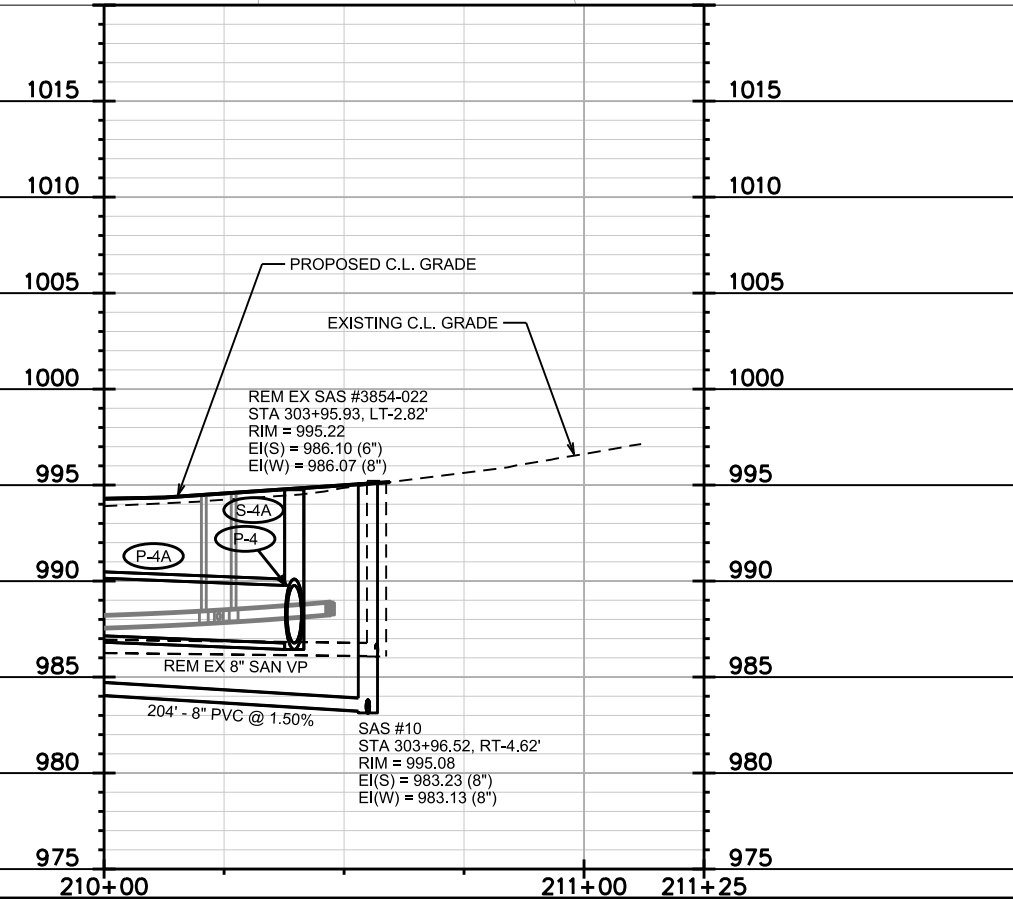 1015
1015
1010
1010
PROPOSED C.L. GRADE
1005
1005
EXISTING C.L. GRADE
1000
1000
REM EX SAS #3854-022
STA 303+95.93, LT-2.82'
RIM = 995.22
EI(S) = 986.10 (6")
EI(W) = 986.07 (8")
995
995
S-4A
P-4
P-4A
990
990
REM EX 8" SAN VP
985
985
204' - 8" PVC @ 1.50%
SAS #10
STA 303+96.52, RT-4.62'
RIM = 995.08
EI(S) = 983.23 (8")
EI(W) = 983.13 (8")
980
980
975
975
210+00
211+00
211+25